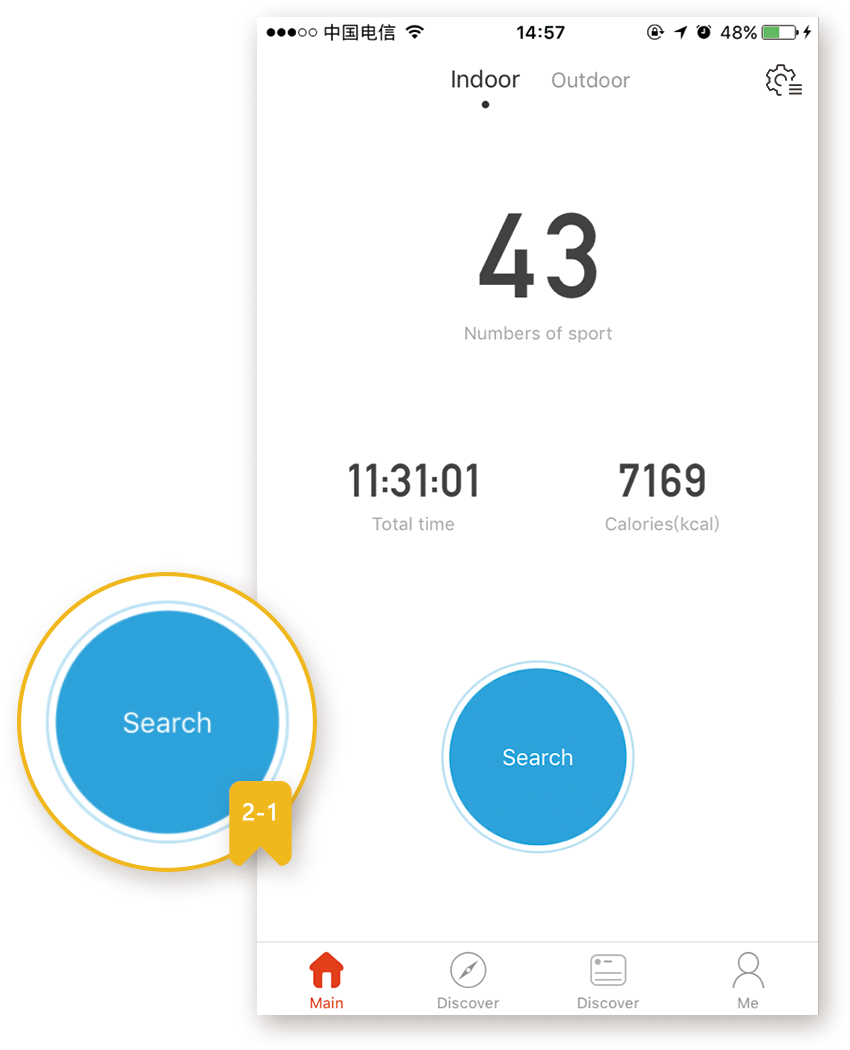 中国电信 14:57 48%
Indoor Outdoor
43
Numbers of sport
11:31:01 7169
Total time Calories(kcal)
Search
2-1
Search
Main Discover Discover Me